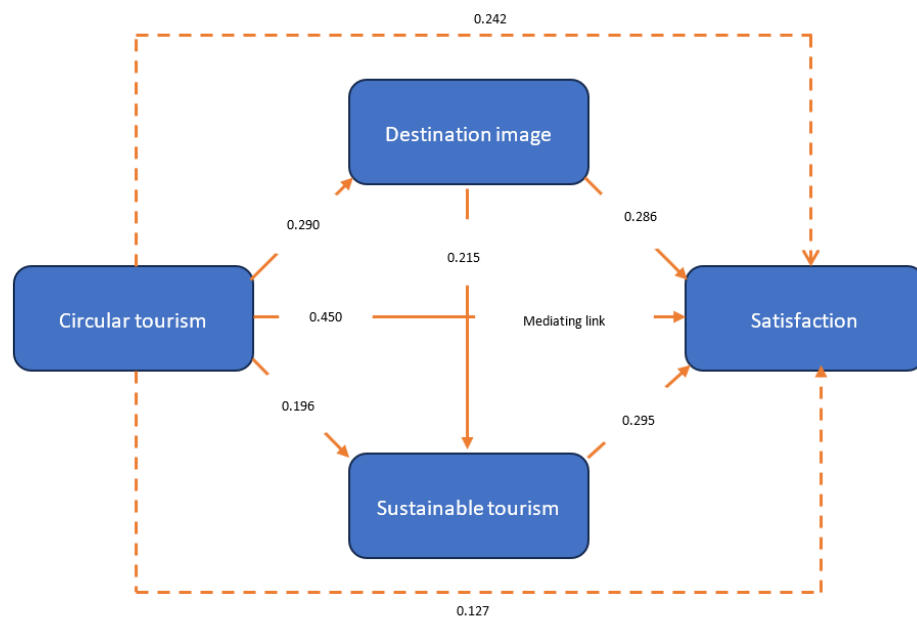 0.242
Destination image
0.290
0.286
0.215
Circular tourism
0.450
Mediating link
Satisfaction
0.196
0.295
Sustainable tourism
0.127